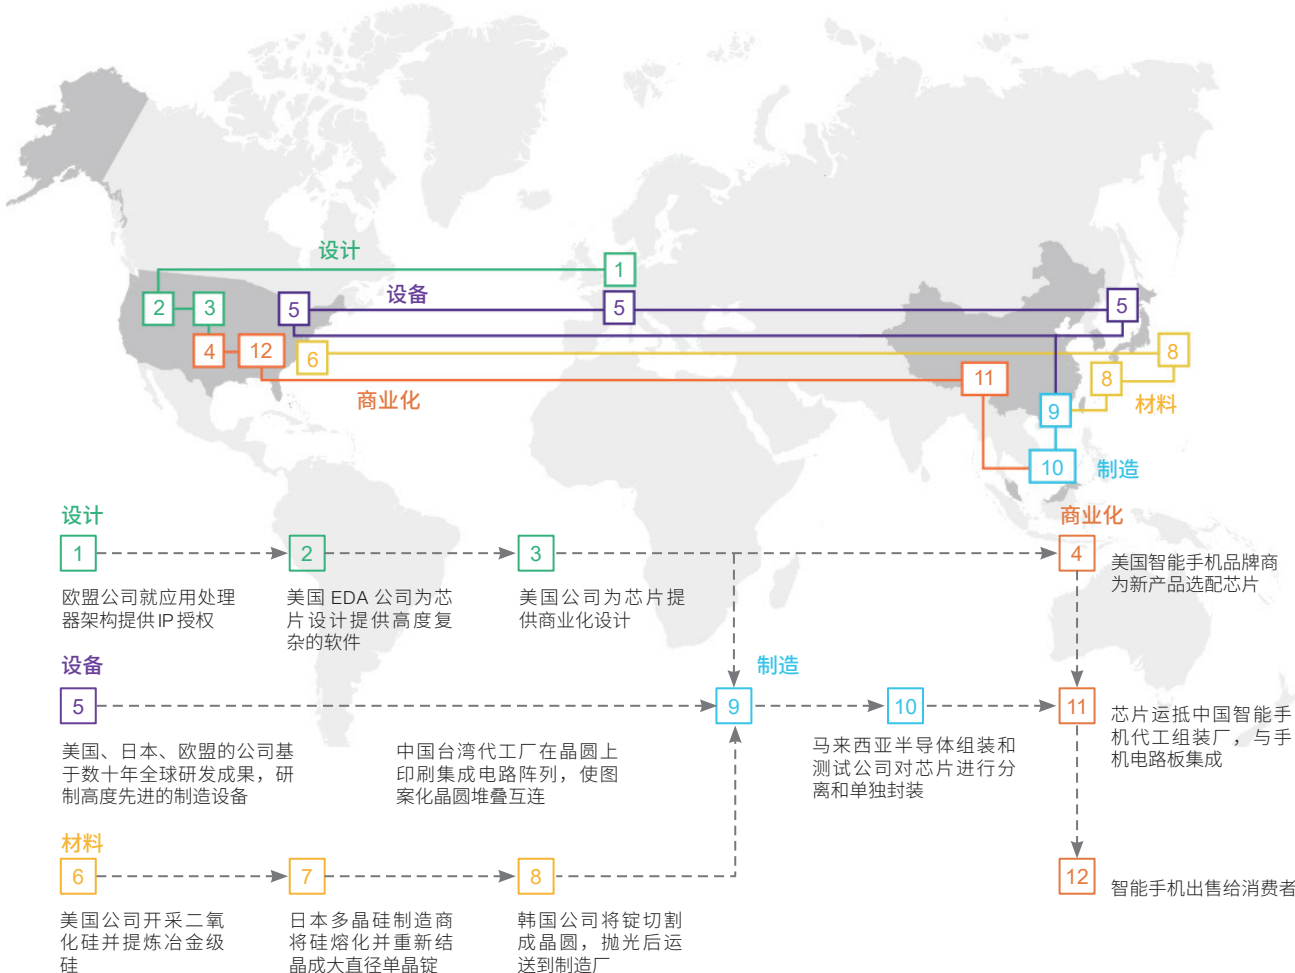 设计
1
2
3
5
设备
5
5
4
12
6
8
11
8
商业化
9
材料
10
制造
设计
商业化
1
2
3
4
美国智能手机品牌商
为新产品选配芯片
欧盟公司就应用处理
器架构提供IP授权
美国 EDA 公司为芯
片设计提供高度复
杂的软件
美国公司为芯片提
供商业化设计
设备
制造
5
9
10
11
美国、日本、欧盟的公司基
于数十年全球研发成果，研
制高度先进的制造设备
中国台湾代工厂在晶圆上
印刷集成电路阵列，使图
案化晶圆堆叠互连
马来西亚半导体组装和
测试公司对芯片进行分
离和单独封装
芯片运抵中国智能手
机代工组装厂，与手
机电路板集成
材料
6
7
8
12
智能手机出售给消费者
美国公司开采二氧
化硅并提炼冶金级
硅
日本多晶硅制造商
将硅熔化并重新结
晶成大直径单晶锭
韩国公司将锭切割
成晶圆，抛光后运
送到制造厂